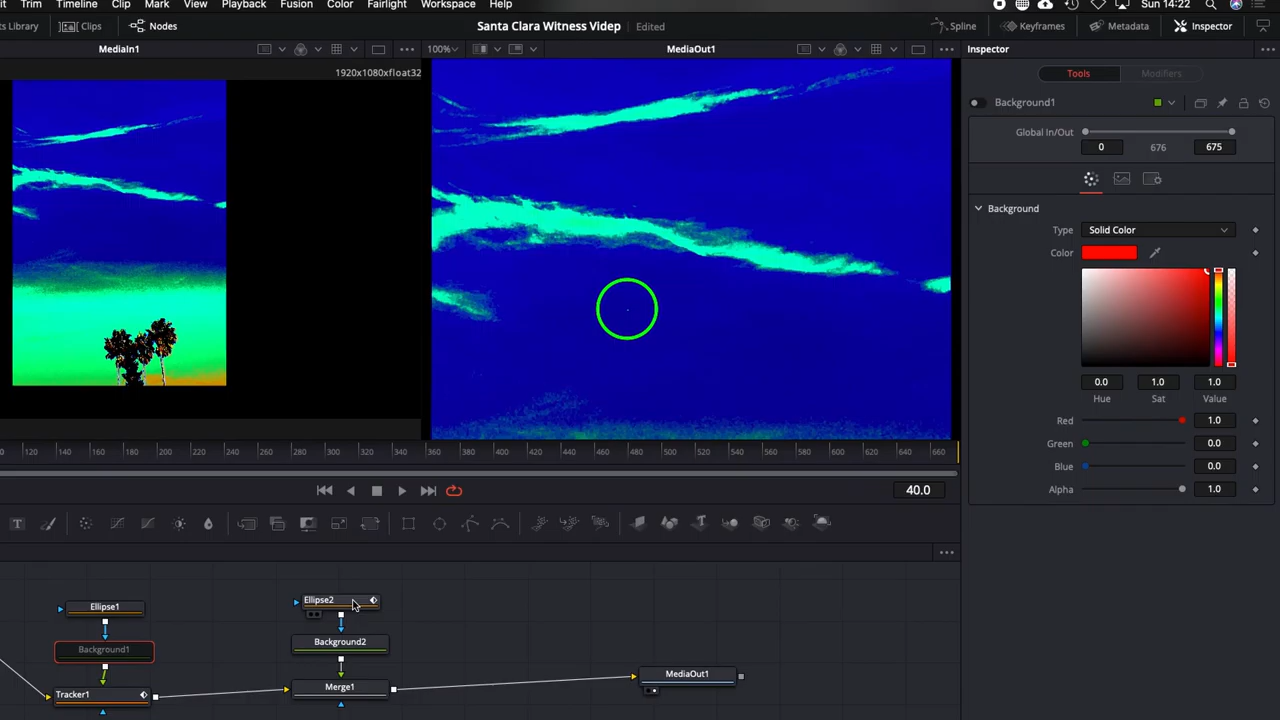 Trim Timeline Clip Mark View Playback Fusion Color Fairlight Workspace Help Sun 14:22
Library Clips Nodes Santa Clara Witness Videp Edited Spline Keyframes Metadata Inspector
MediaIn1 100% MediaOut1 Inspector
1920x1080xfloat32
Tools Modifiers
Background1
Global In/Out
0 676 675
Background
Type Solid Color
Color
0.0 1.0 1.0
Hue Sat Value
Red 1.0
Green 0.0
Blue 0.0
Alpha 1.0
120 140 160 180 200 220 240 260 280 300 320 340 360 380 400 420 440 460 480 500 520 540 560 580 600 620 640 660
40.0
T
Ellipse1 Ellipse2
Background1 Background2
Tracker1 Merge1 MediaOut1